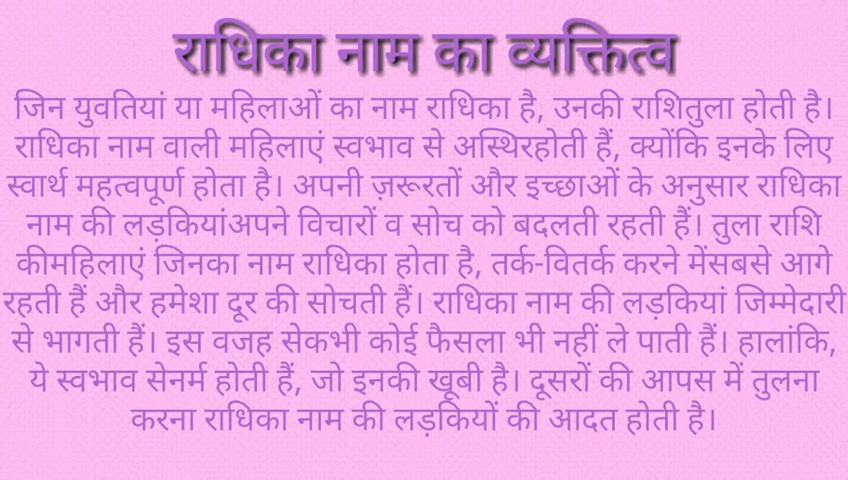 राधिका नाम का व्यक्तित्व
जिन युवतियां या महिलाओं का नाम राधिका है, उनकी राशितुला होती है।
राधिका नाम वाली महिलाएं स्वभाव से अस्थिरहोती हैं, क्योंकि इनके लिए
स्वार्थ महत्वपूर्ण होता है। अपनी ज़रूरतों और इच्छाओं के अनुसार राधिका
नाम की लड़कियांअपने विचारों व सोच को बदलती रहती हैं। तुला राशि
कीमहिलाएं जिनका नाम राधिका होता है, तर्क-वितर्क करने मेंसबसे आगे
रहती हैं और हमेशा दूर की सोचती हैं। राधिका नाम की लड़कियां जिम्मेदारी
से भागती हैं। इस वजह सेकभी कोई फैसला भी नहीं ले पाती हैं। हालांकि,
ये स्वभाव सेनर्म होती हैं, जो इनकी खूबी है। दूसरों की आपस में तुलना
करना राधिका नाम की लड़कियों की आदत होती है।